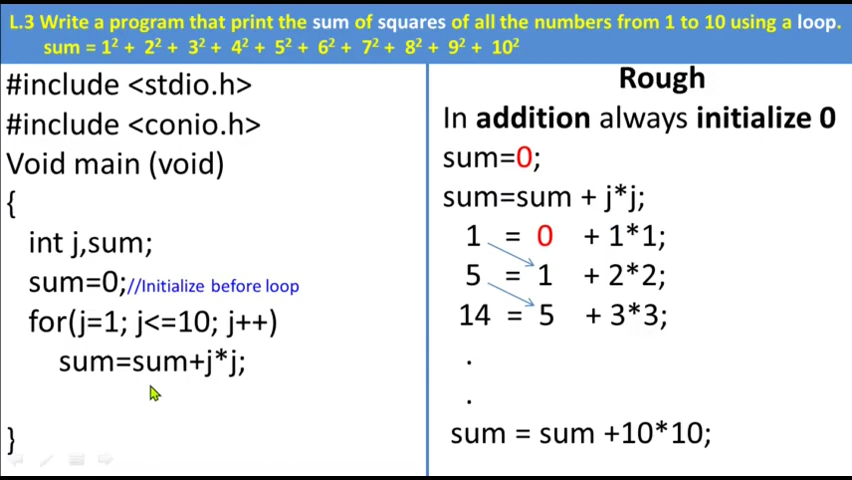 L.3 Write a program that print the sum of squares of all the numbers from 1 to 10 using a loop.
sum = 1² + 2² + 3² + 4² + 5² + 6² + 7² + 8² + 9² + 10²
#include <stdio.h>
#include <conio.h>
Void main (void)
{
int j,sum;
sum=0;//Initialize before loop
for(j=1; j<=10; j++)
sum=sum+j*j;
}
Rough
In addition always initialize 0
sum=0;
sum=sum + j*j;
1 = 0 + 1*1;
5 = 1 + 2*2;
14 = 5 + 3*3;
.
.
sum = sum +10*10;